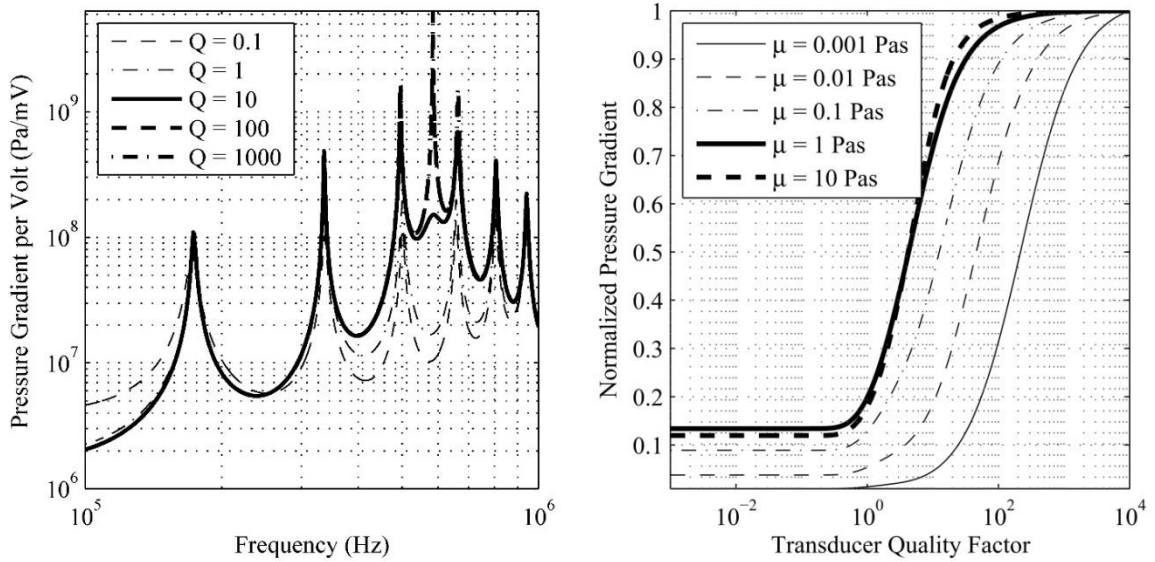 Pressure Gradient per Volt (Pa/mV)
10^9
10^8
10^7
10^6
Q = 0.1
Q = 1
Q = 10
Q = 100
Q = 1000
10^5
10^6
Frequency (Hz)
Normalized Pressure Gradient
1
0.9
0.8
0.7
0.6
0.5
0.4
0.3
0.2
0.1
μ = 0.001 Pas
μ = 0.01 Pas
μ = 0.1 Pas
μ = 1 Pas
μ = 10 Pas
10^-2
10^0
10^2
10^4
Transducer Quality Factor